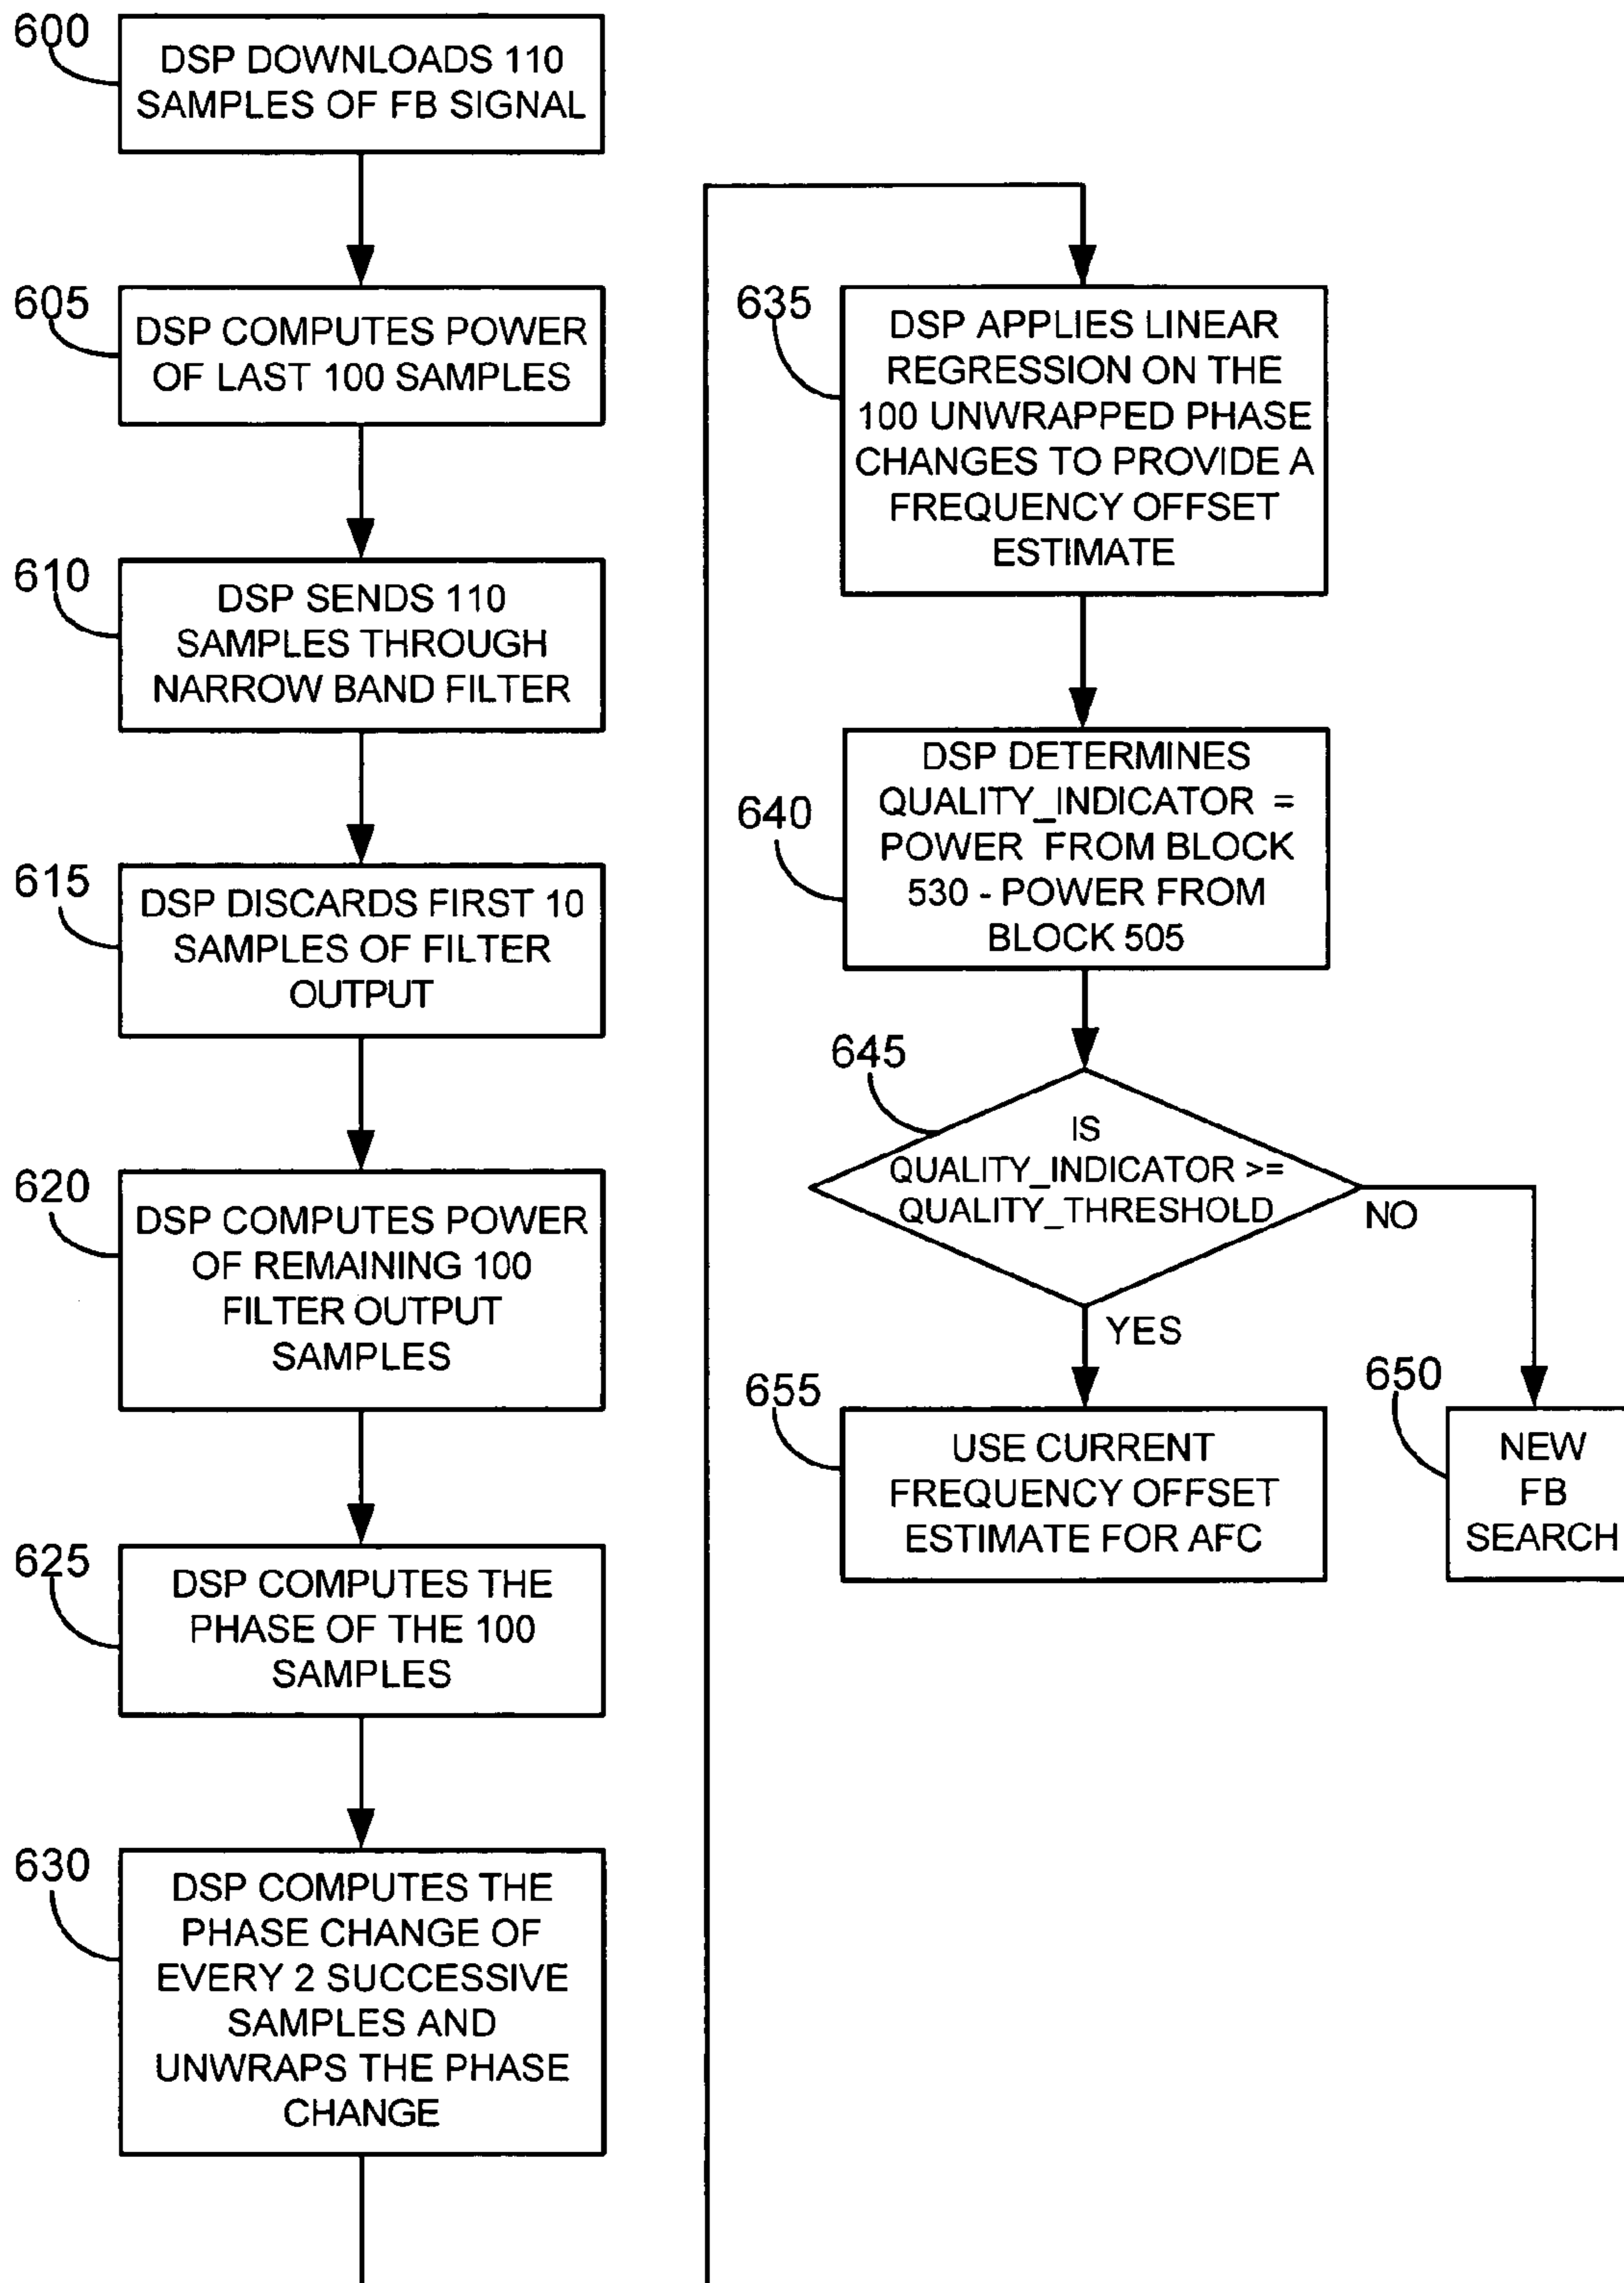 600
DSP DOWNLOADS 110
SAMPLES OF FB SIGNAL
605
DSP COMPUTES POWER
OF LAST 100 SAMPLES
610
DSP SENDS 110
SAMPLES THROUGH
NARROW BAND FILTER
615
DSP DISCARDS FIRST 10
SAMPLES OF FILTER
OUTPUT
620
DSP COMPUTES POWER
OF REMAINING 100
FILTER OUTPUT
SAMPLES
625
DSP COMPUTES THE
PHASE OF THE 100
SAMPLES
630
DSP COMPUTES THE
PHASE CHANGE OF
EVERY 2 SUCCESSIVE
SAMPLES AND
UNWRAPS THE PHASE
CHANGE
635
DSP APPLIES LINEAR
REGRESSION ON THE
100 UNWRAPPED PHASE
CHANGES TO PROVIDE A
FREQUENCY OFFSET
ESTIMATE
640
DSP DETERMINES
QUALITY_INDICATOR =
POWER FROM BLOCK
530 - POWER FROM
BLOCK 505
645
IS
QUALITY_INDICATOR >=
QUALITY_THRESHOLD
NO
YES
655
USE CURRENT
FREQUENCY OFFSET
ESTIMATE FOR AFC
650
NEW
FB
SEARCH